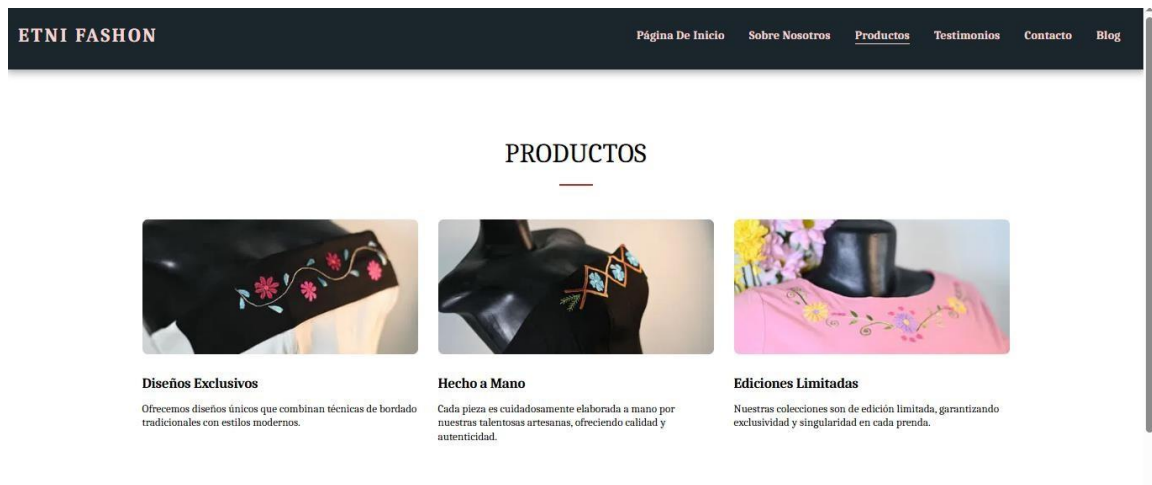 ETNI FASHON
Página De Inicio
Sobre Nosotros
Productos
Testimonios
Contacto
Blog
PRODUCTOS
Diseños Exclusivos
Ofrecemos diseños únicos que combinan técnicas de bordado
tradicionales con estilos modernos.
Hecho a Mano
Cada pieza es cuidadosamente elaborada a mano por
nuestras talentosas artesanas, ofreciendo calidad y
autenticidad.
Ediciones Limitadas
Nuestras colecciones son de edición limitada, garantizando
exclusividad y singularidad en cada prenda.